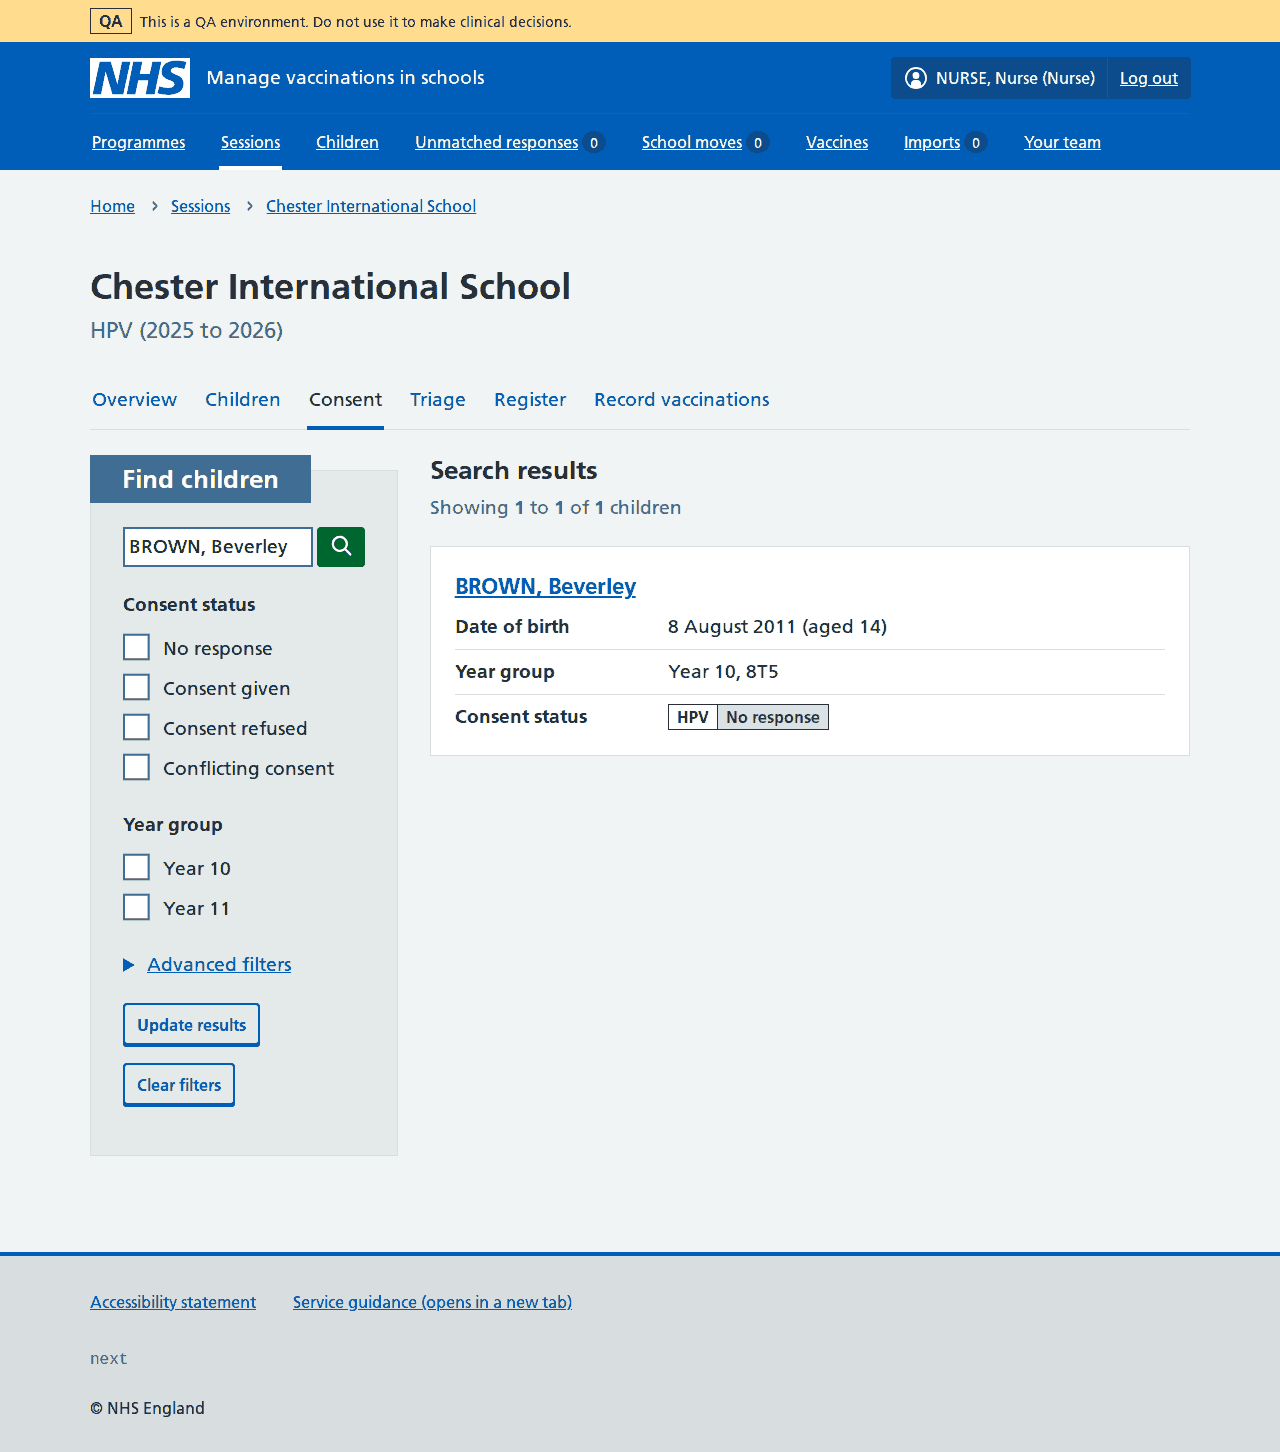 QA This is a QA environment. Do not use it to make clinical decisions.
NHS Manage vaccinations in schools NURSE, Nurse (Nurse) Log out
Programmes Sessions Children Unmatched responses 0 School moves 0 Vaccines Imports 0 Your team
Home Sessions Chester International School
Chester International School
HPV (2025 to 2026)
Overview Children Consent Triage Register Record vaccinations
Find children
BROWN, Beverley
Consent status
No response
Consent given
Consent refused
Conflicting consent
Year group
Year 10
Year 11
Advanced filters
Update results
Clear filters
Search results
Showing 1 to 1 of 1 children
BROWN, Beverley
Date of birth 8 August 2011 (aged 14)
Year group Year 10, 8T5
Consent status HPV No response
Accessibility statement Service guidance (opens in a new tab)
next
© NHS England